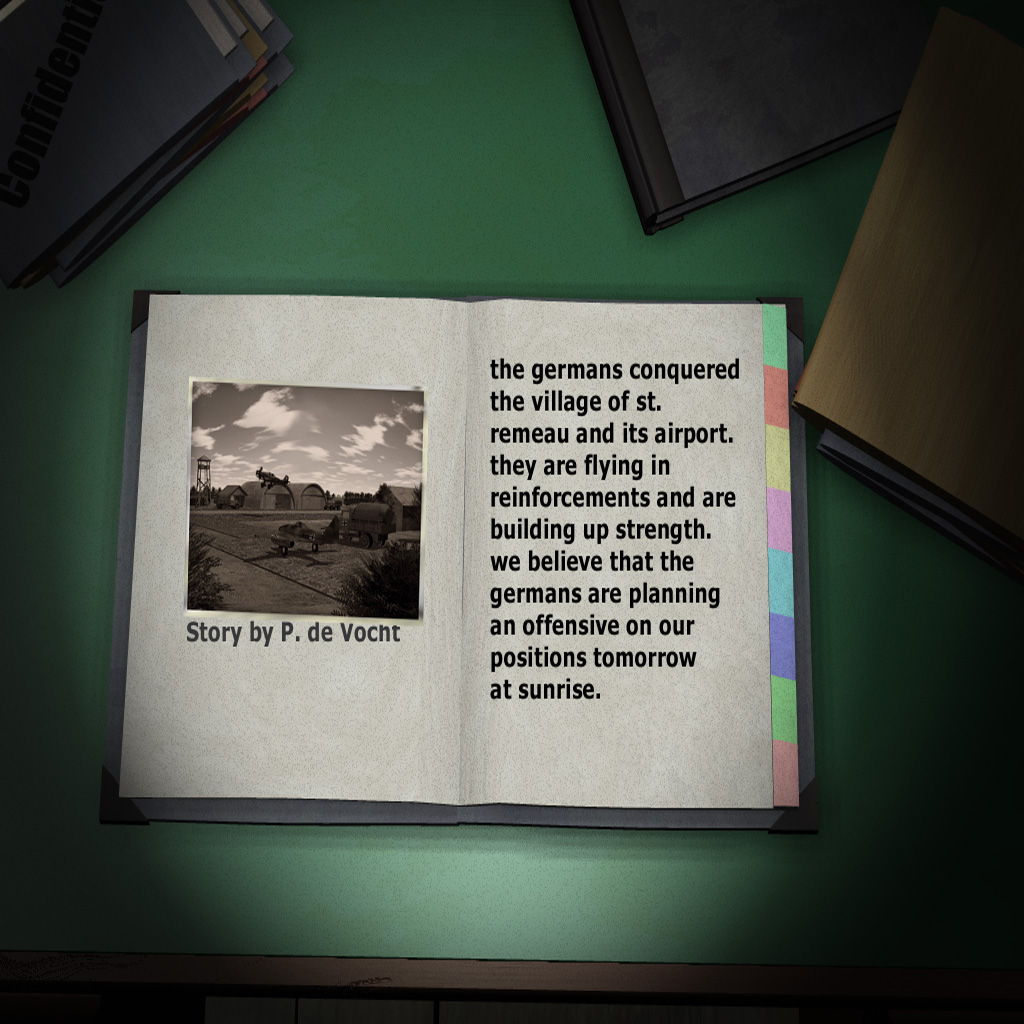 Confidential
Story by P. de Vocht
the germans conquered
the village of st.
remeau and its airport.
they are flying in
reinforcements and are
building up strength.
we believe that the
germans are planning
an offensive on our
positions tomorrow
at sunrise.